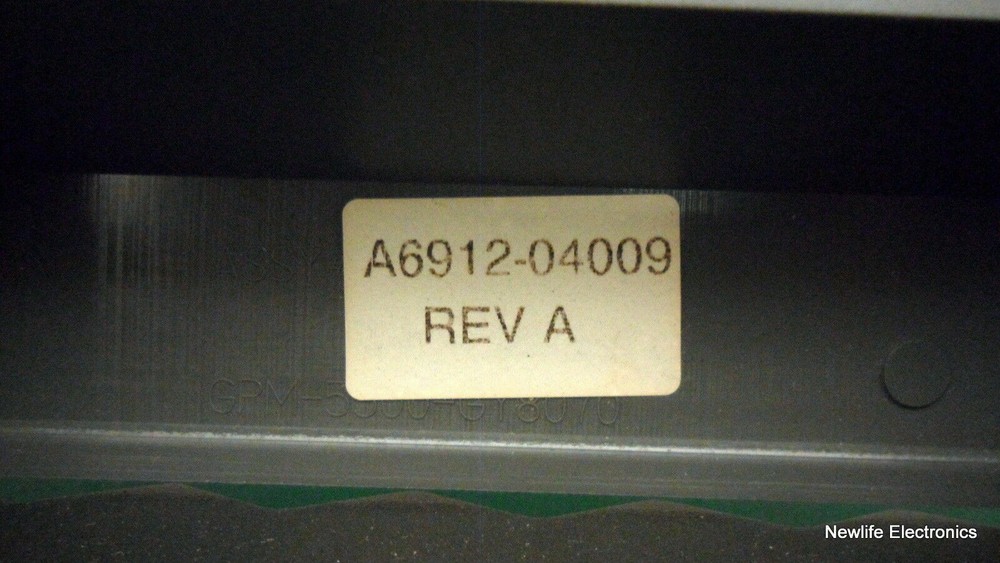 A6912-04009
REV A
Newlife Electronics